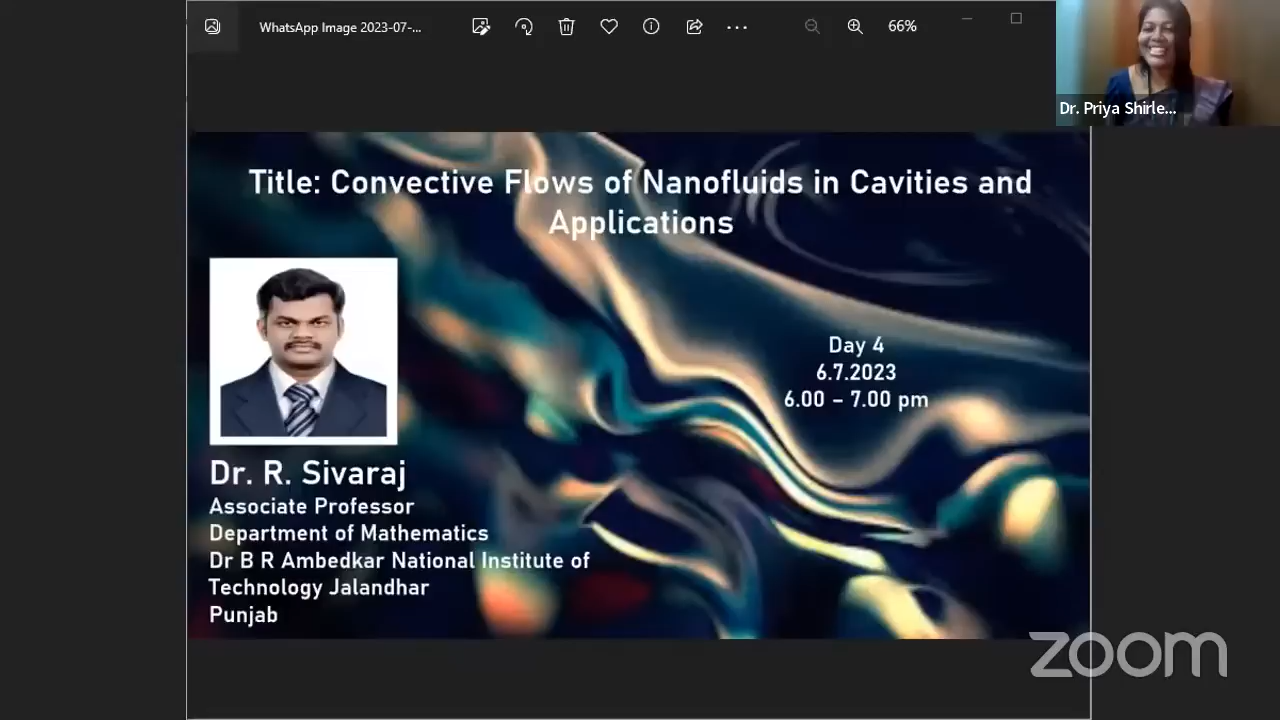 WhatsApp Image 2023-07-...
66%
Dr. Priya Shirle...
Title: Convective Flows of Nanofluids in Cavities and
Applications
Day 4
6.7.2023
6.00 – 7.00 pm
Dr. R. Sivaraj
Associate Professor
Department of Mathematics
Dr B R Ambedkar National Institute of
Technology Jalandhar
Punjab
zoom